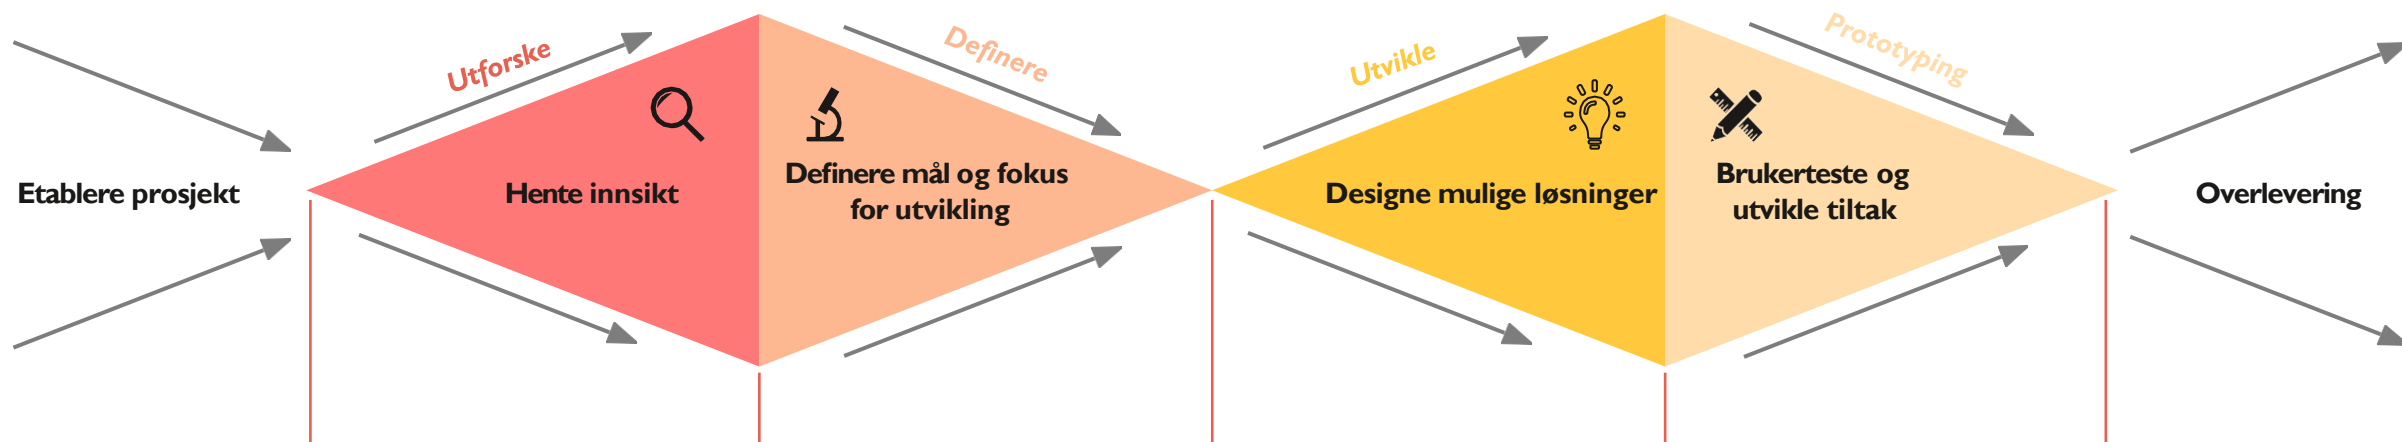 Utforske
Definere
Utvikle
Prototyping
Etablere prosjekt
Hente innsikt
Definere mål og fokus
for utvikling
Designe mulige løsninger
Brukerteste og
utvikle tiltak
Overlevering